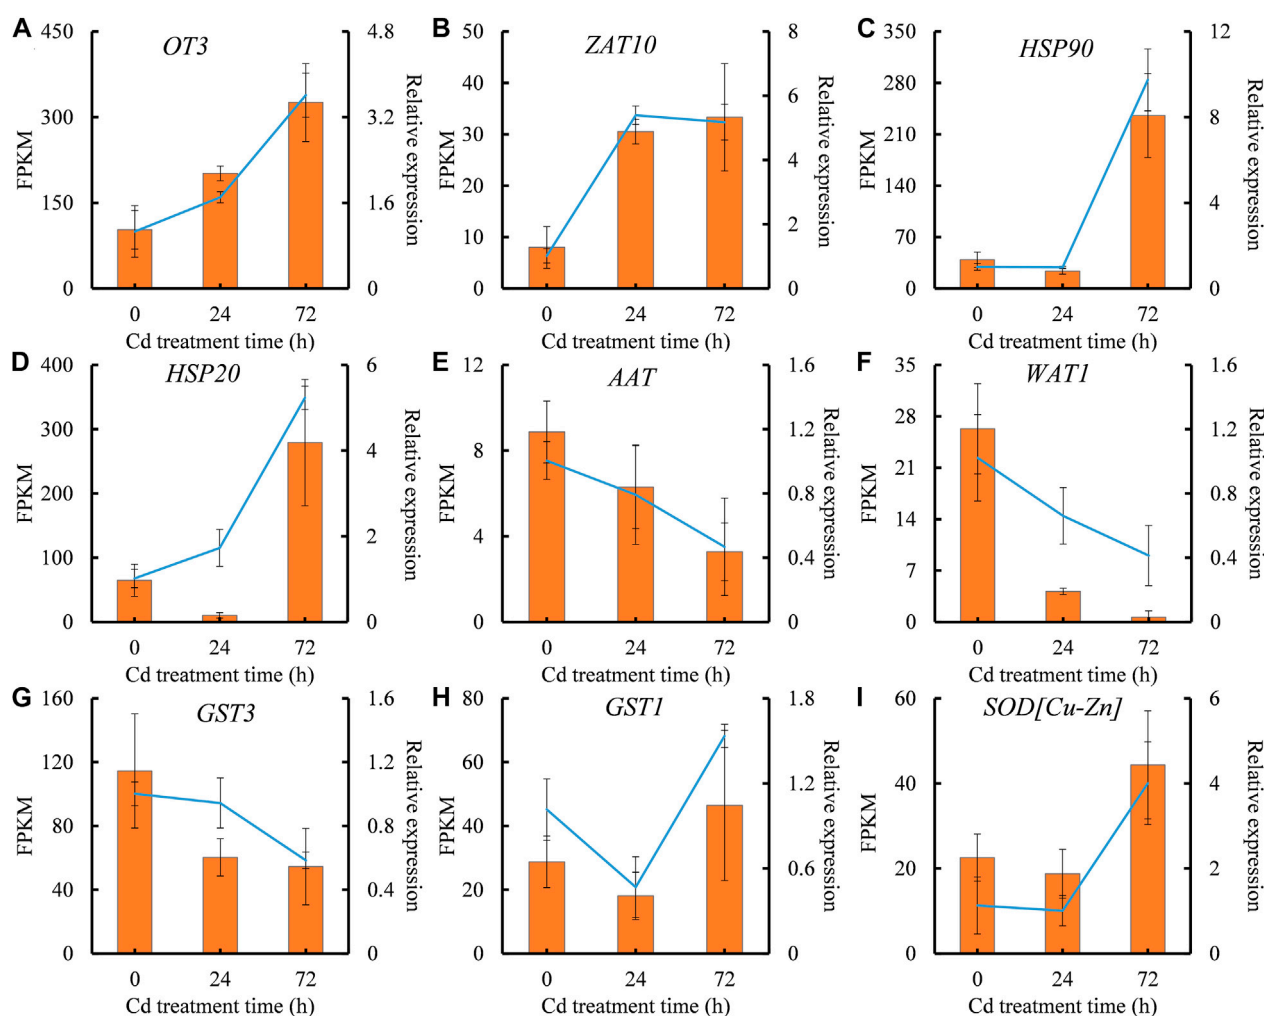 A
OT3
450
300
150
0
FPKM
4.8
3.2
1.6
0
Relative expression
0 24 72
Cd treatment time (h)
B
ZAT10
50
40
30
20
10
0
FPKM
8
6
4
2
0
Relative expression
0 24 72
Cd treatment time (h)
C
HSP90
350
280
210
140
70
0
FPKM
12
8
4
0
Relative expression
0 24 72
Cd treatment time (h)
D
HSP20
400
300
200
100
0
FPKM
6
4
2
0
Relative expression
0 24 72
Cd treatment time (h)
E
AAT
12
8
4
0
FPKM
1.6
1.2
0.8
0.4
0
Relative expression
0 24 72
Cd treatment time (h)
F
WAT1
35
28
21
14
7
0
FPKM
1.6
1.2
0.8
0.4
0
Relative expression
0 24 72
Cd treatment time (h)
G
GST3
160
120
80
40
0
FPKM
1.6
1.2
0.8
0.4
0
Relative expression
0 24 72
Cd treatment time (h)
H
GST1
80
60
40
20
0
FPKM
1.8
1.2
0.6
0
Relative expression
0 24 72
Cd treatment time (h)
I
SOD[Cu-Zn]
60
40
20
0
FPKM
6
4
2
0
Relative expression
0 24 72
Cd treatment time (h)